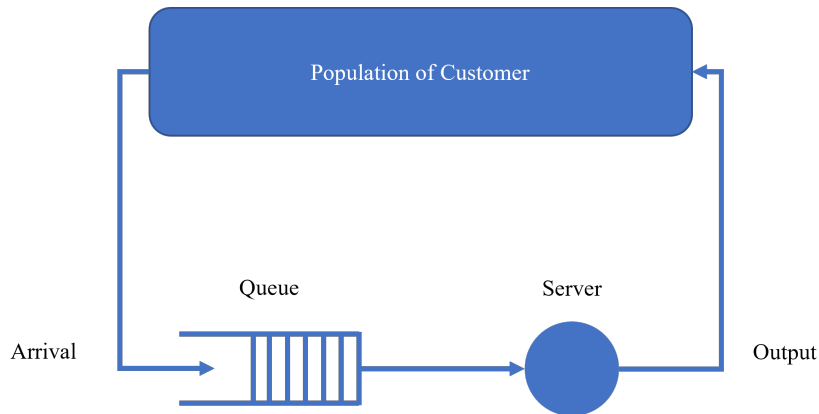 Population of Customer
Queue
Server
Arrival
Output